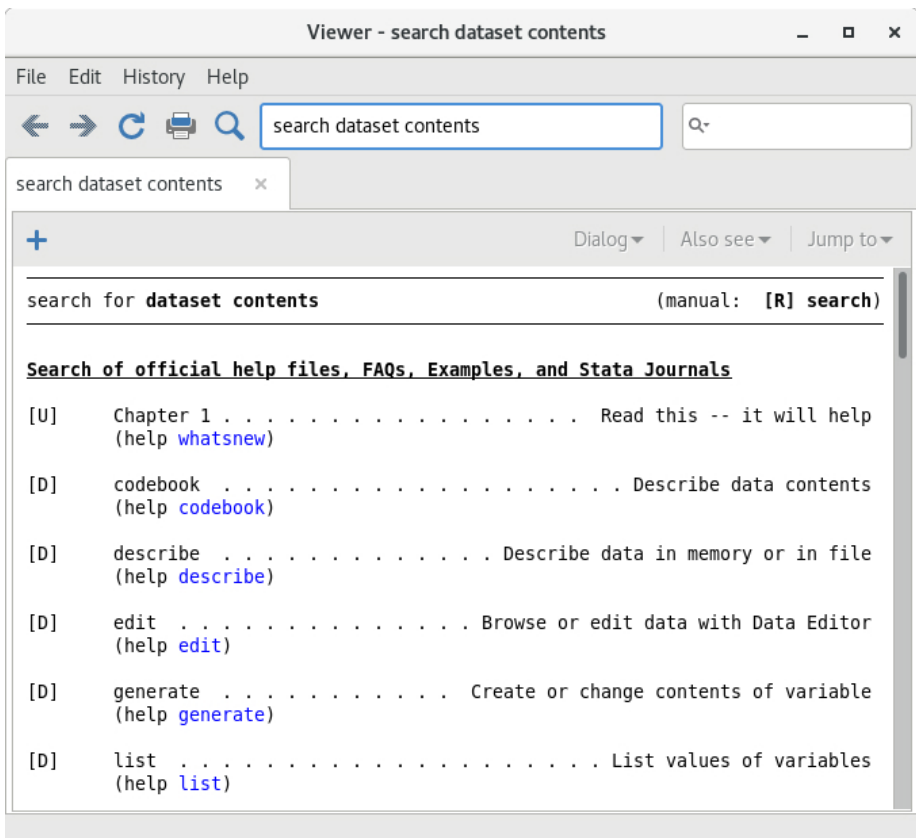 Viewer - search dataset contents
File Edit History Help
search dataset contents
search dataset contents
Dialog Also see Jump to
search for dataset contents (manual: [R] search)
Search of official help files, FAQs, Examples, and Stata Journals
[U] Chapter 1 . . . . . . . . . . . . . . . . . Read this -- it will help
(help whatsnew)
[D] codebook . . . . . . . . . . . . . . . . . . . Describe data contents
(help codebook)
[D] describe . . . . . . . . . . . . . Describe data in memory or in file
(help describe)
[D] edit . . . . . . . . . . . . . . Browse or edit data with Data Editor
(help edit)
[D] generate . . . . . . . . . . . Create or change contents of variable
(help generate)
[D] list . . . . . . . . . . . . . . . . . . . . List values of variables
(help list)